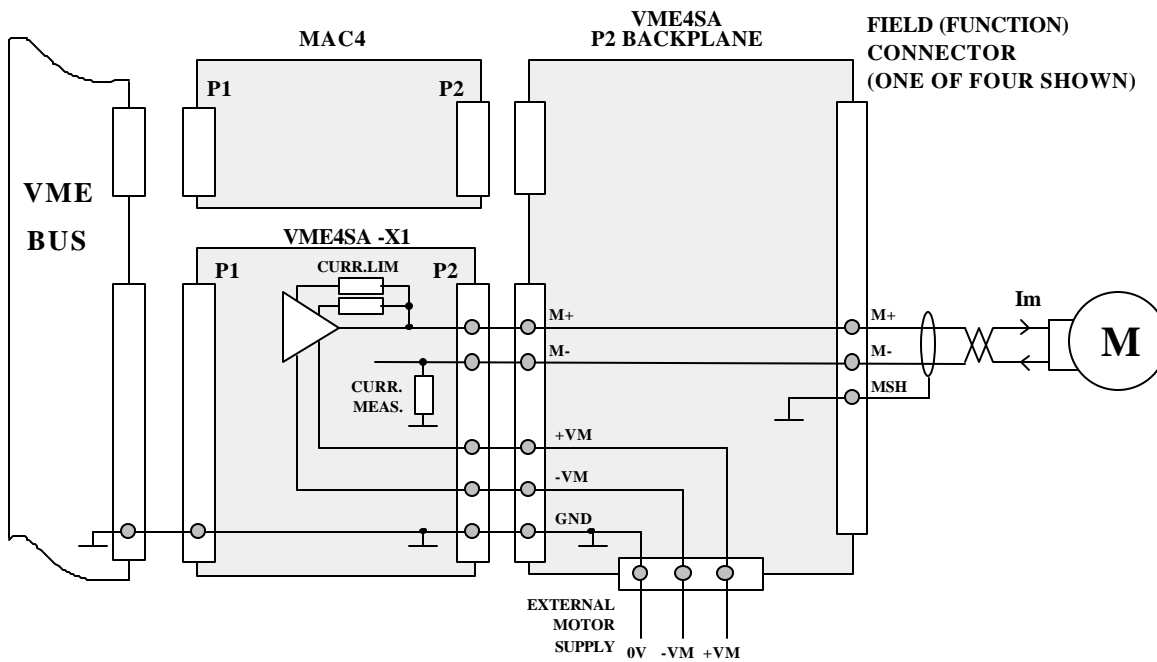 VME
BUS
MAC4
P1
P2
VME4SA -X1
P1
P2
CURR.LIM
CURR.
MEAS.
VME4SA
P2 BACKPLANE
M+
M-
+VM
-VM
GND
FIELD (FUNCTION)
CONNECTOR
(ONE OF FOUR SHOWN)
M+
M-
MSH
Im
M
EXTERNAL
MOTOR
SUPPLY
0V
-VM
+VM